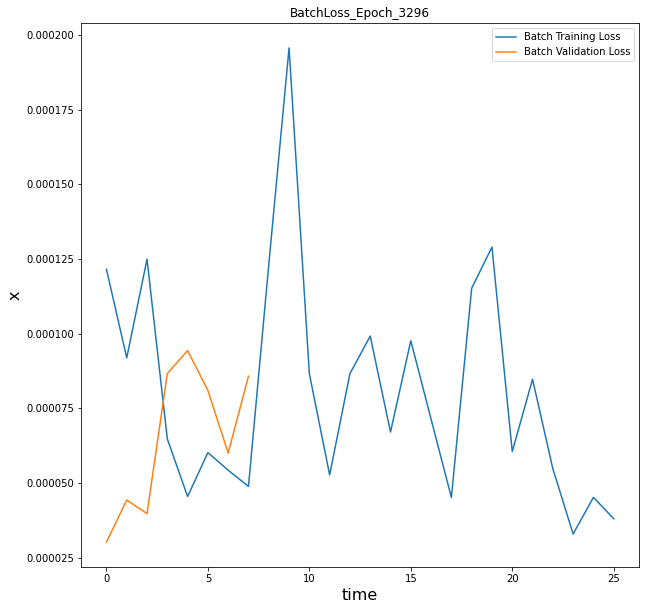 BatchLoss_Epoch_3296
Batch Training Loss
Batch Validation Loss
0.000200
0.000175
0.000150
0.000125
0.000100
0.000075
0.000050
0.000025
x
0 5 10 15 20 25
time